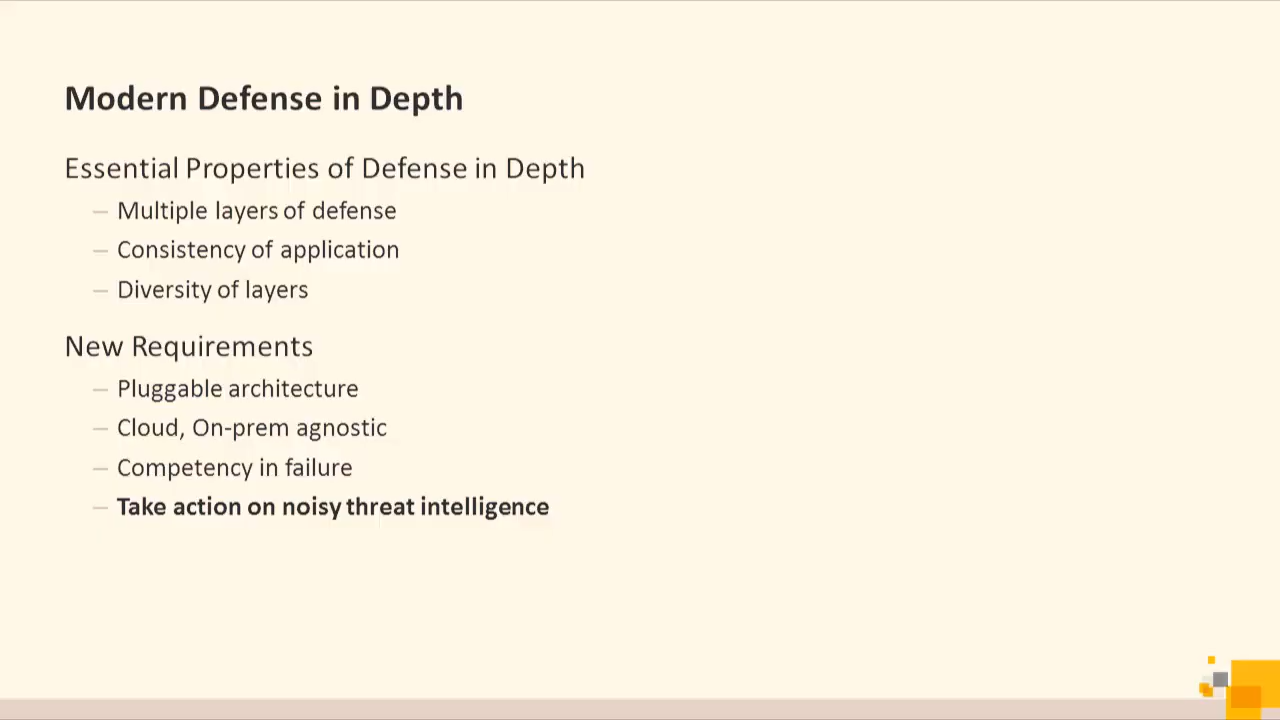 Modern Defense in Depth
Essential Properties of Defense in Depth
— Multiple layers of defense
— Consistency of application
— Diversity of layers
New Requirements
— Pluggable architecture
— Cloud, On-prem agnostic
— Competency in failure
— Take action on noisy threat intelligence